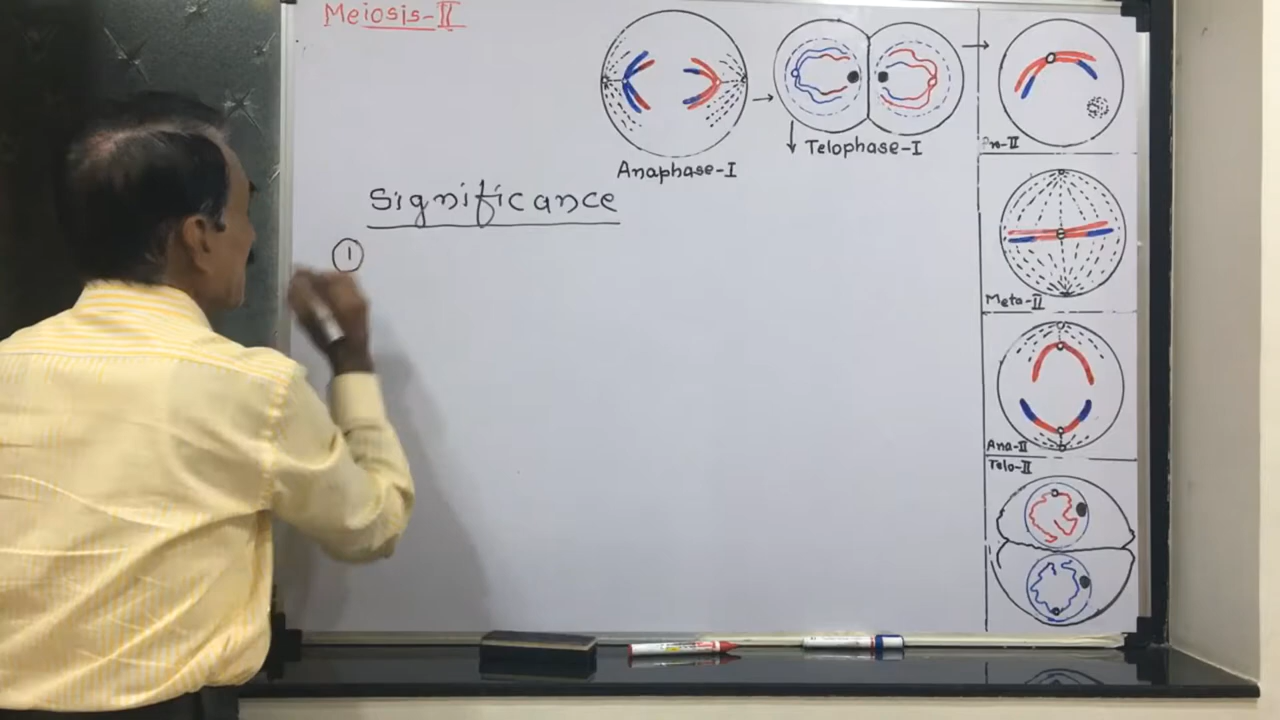 Meiosis-II
Anaphase-I
Telophase-I
Pro-II
Significance
①
Meta-II
Ana-II
Telo-II